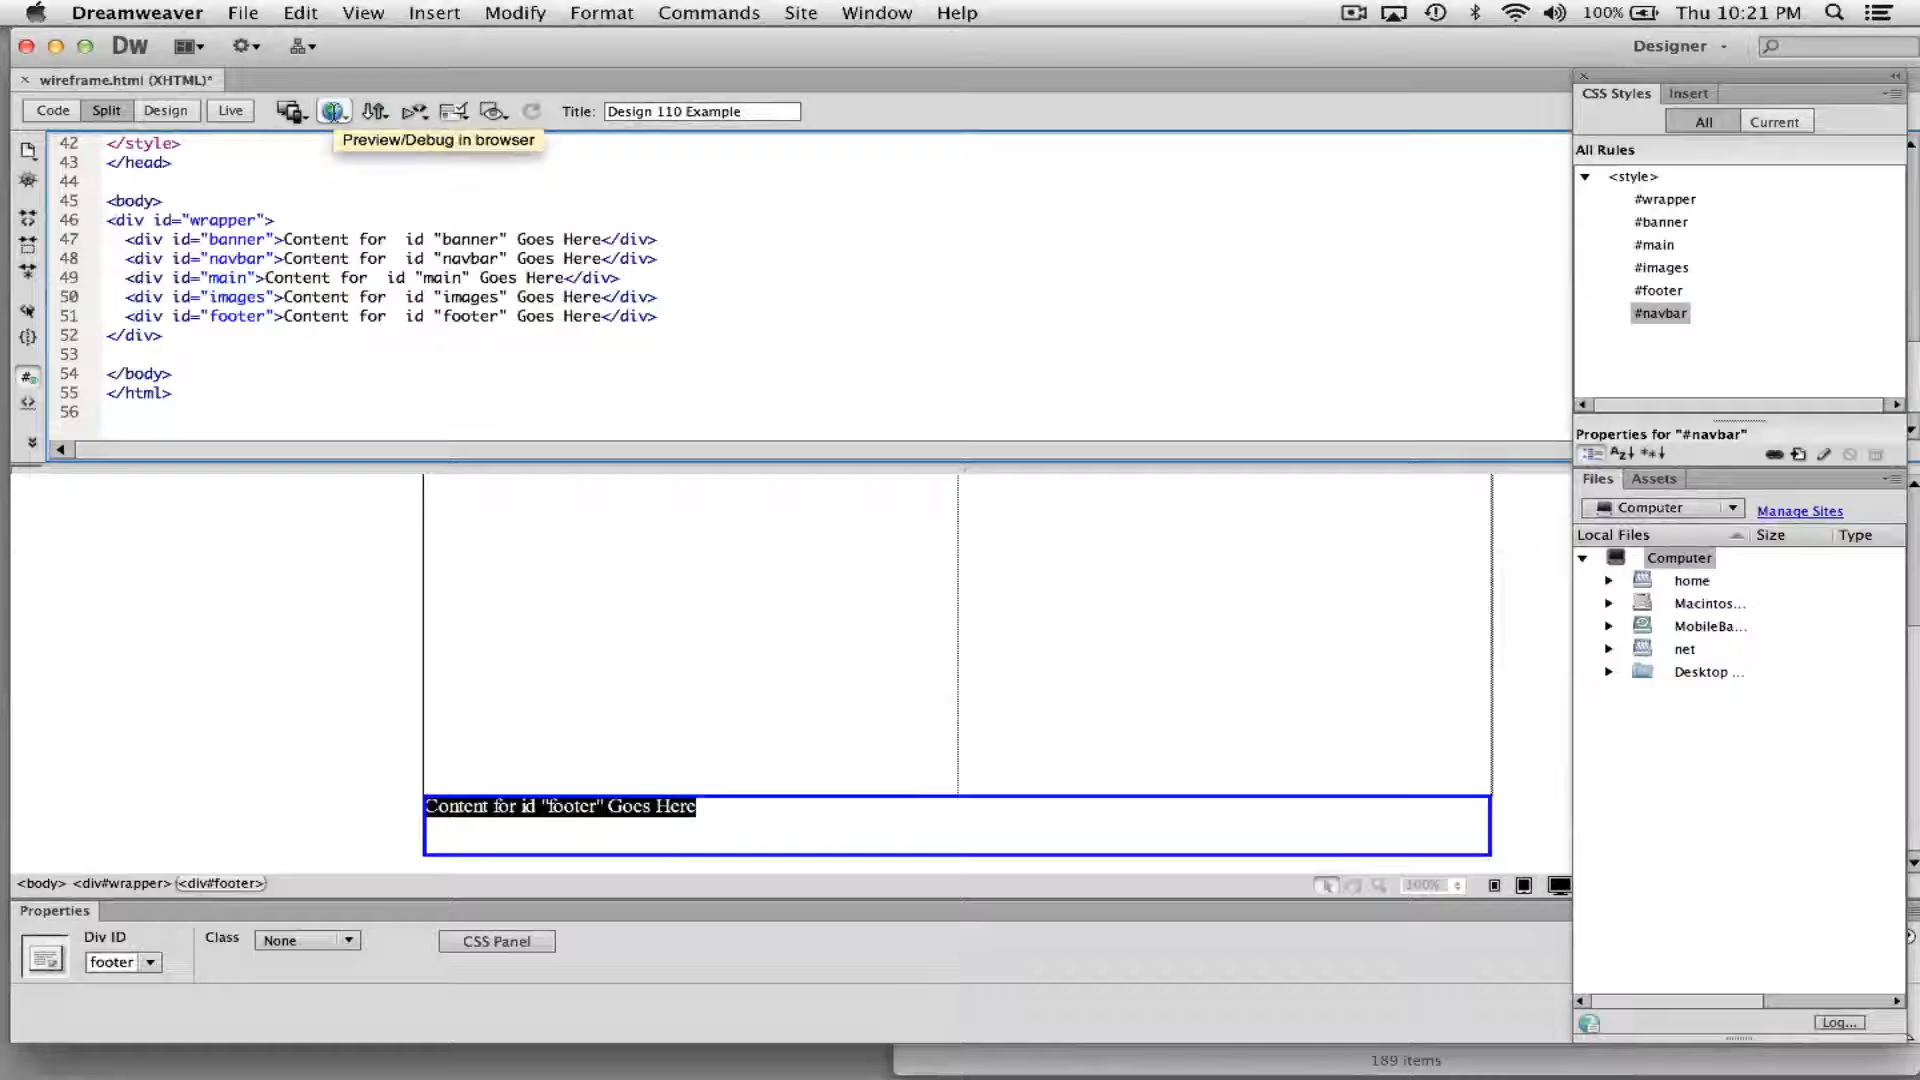 Dreamweaver File Edit View Insert Modify Format Commands Site Window Help 100% Thu 10:21 PM
Dw Designer
wireframe.html (XHTML)*
Code Split Design Live Title: Design 110 Example
Preview/Debug in browser
42 </style>
43 </head>
44
45 <body>
46 <div id="wrapper">
47 <div id="banner">Content for  id "banner" Goes Here</div>
48 <div id="navbar">Content for  id "navbar" Goes Here</div>
49 <div id="main">Content for  id "main" Goes Here</div>
50 <div id="images">Content for  id "images" Goes Here</div>
51 <div id="footer">Content for  id "footer" Goes Here</div>
52 </div>
53
54 </body>
55 </html>
56
Content for id "footer" Goes Here
<body> <div#wrapper> <div#footer>
100%
Properties
Div ID
footer
Class None
CSS Panel
CSS Styles Insert
All Current
All Rules
<style>
#wrapper
#banner
#main
#images
#footer
#navbar
Properties for "#navbar"
Files Assets
Computer Manage Sites
Local Files Size Type
Computer
home
Macintos...
MobileBa...
net
Desktop ...
Log...
189 items